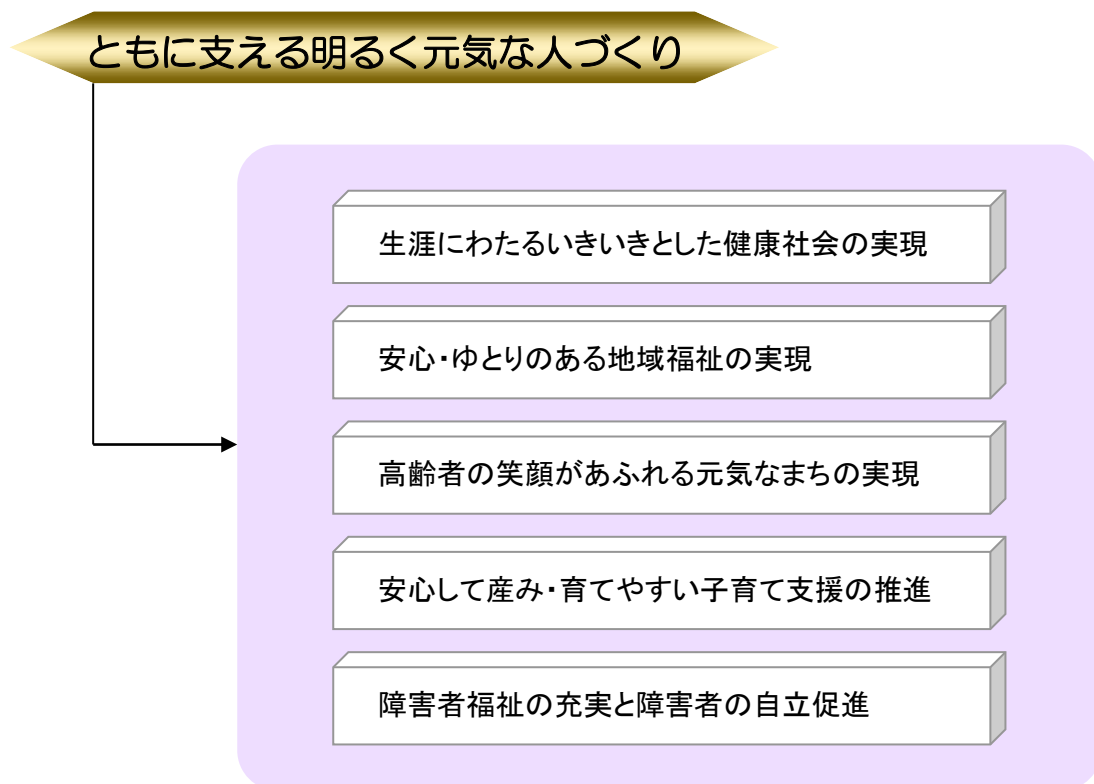 ともに支える明るく元気な人づくり
生涯にわたるいきいきとした健康社会の実現
安心・ゆとりのある地域福祉の実現
高齢者の笑顔があふれる元気なまちの実現
安心して産み・育てやすい子育て支援の推進
障害者福祉の充実と障害者の自立促進